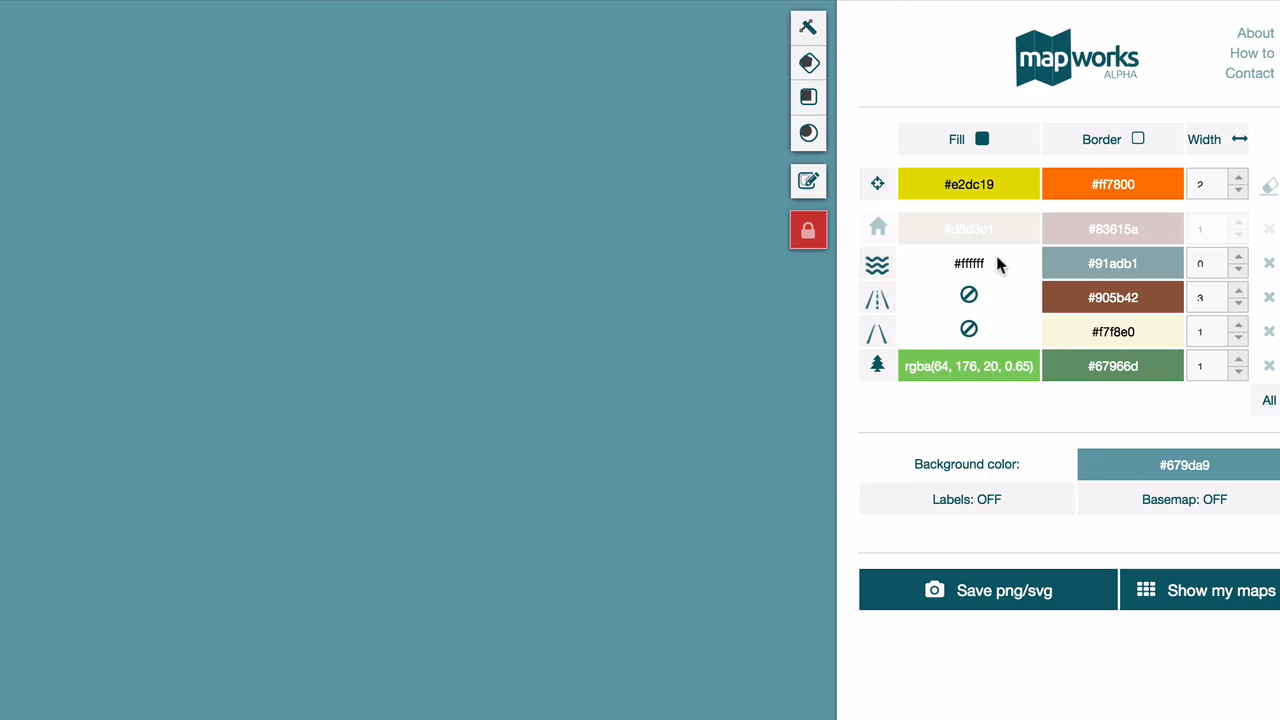 mapworks
ALPHA
About
How to
Contact
Fill
Border
Width
#e2dc19
#ff7800
2
#d8d3c1
#83615a
1
#ffffff
#91adb1
0
#905b42
3
#f7f8e0
1
rgba(64, 176, 20, 0.65)
#67966d
1
All
Background color:
#679da9
Labels: OFF
Basemap: OFF
Save png/svg
Show my maps